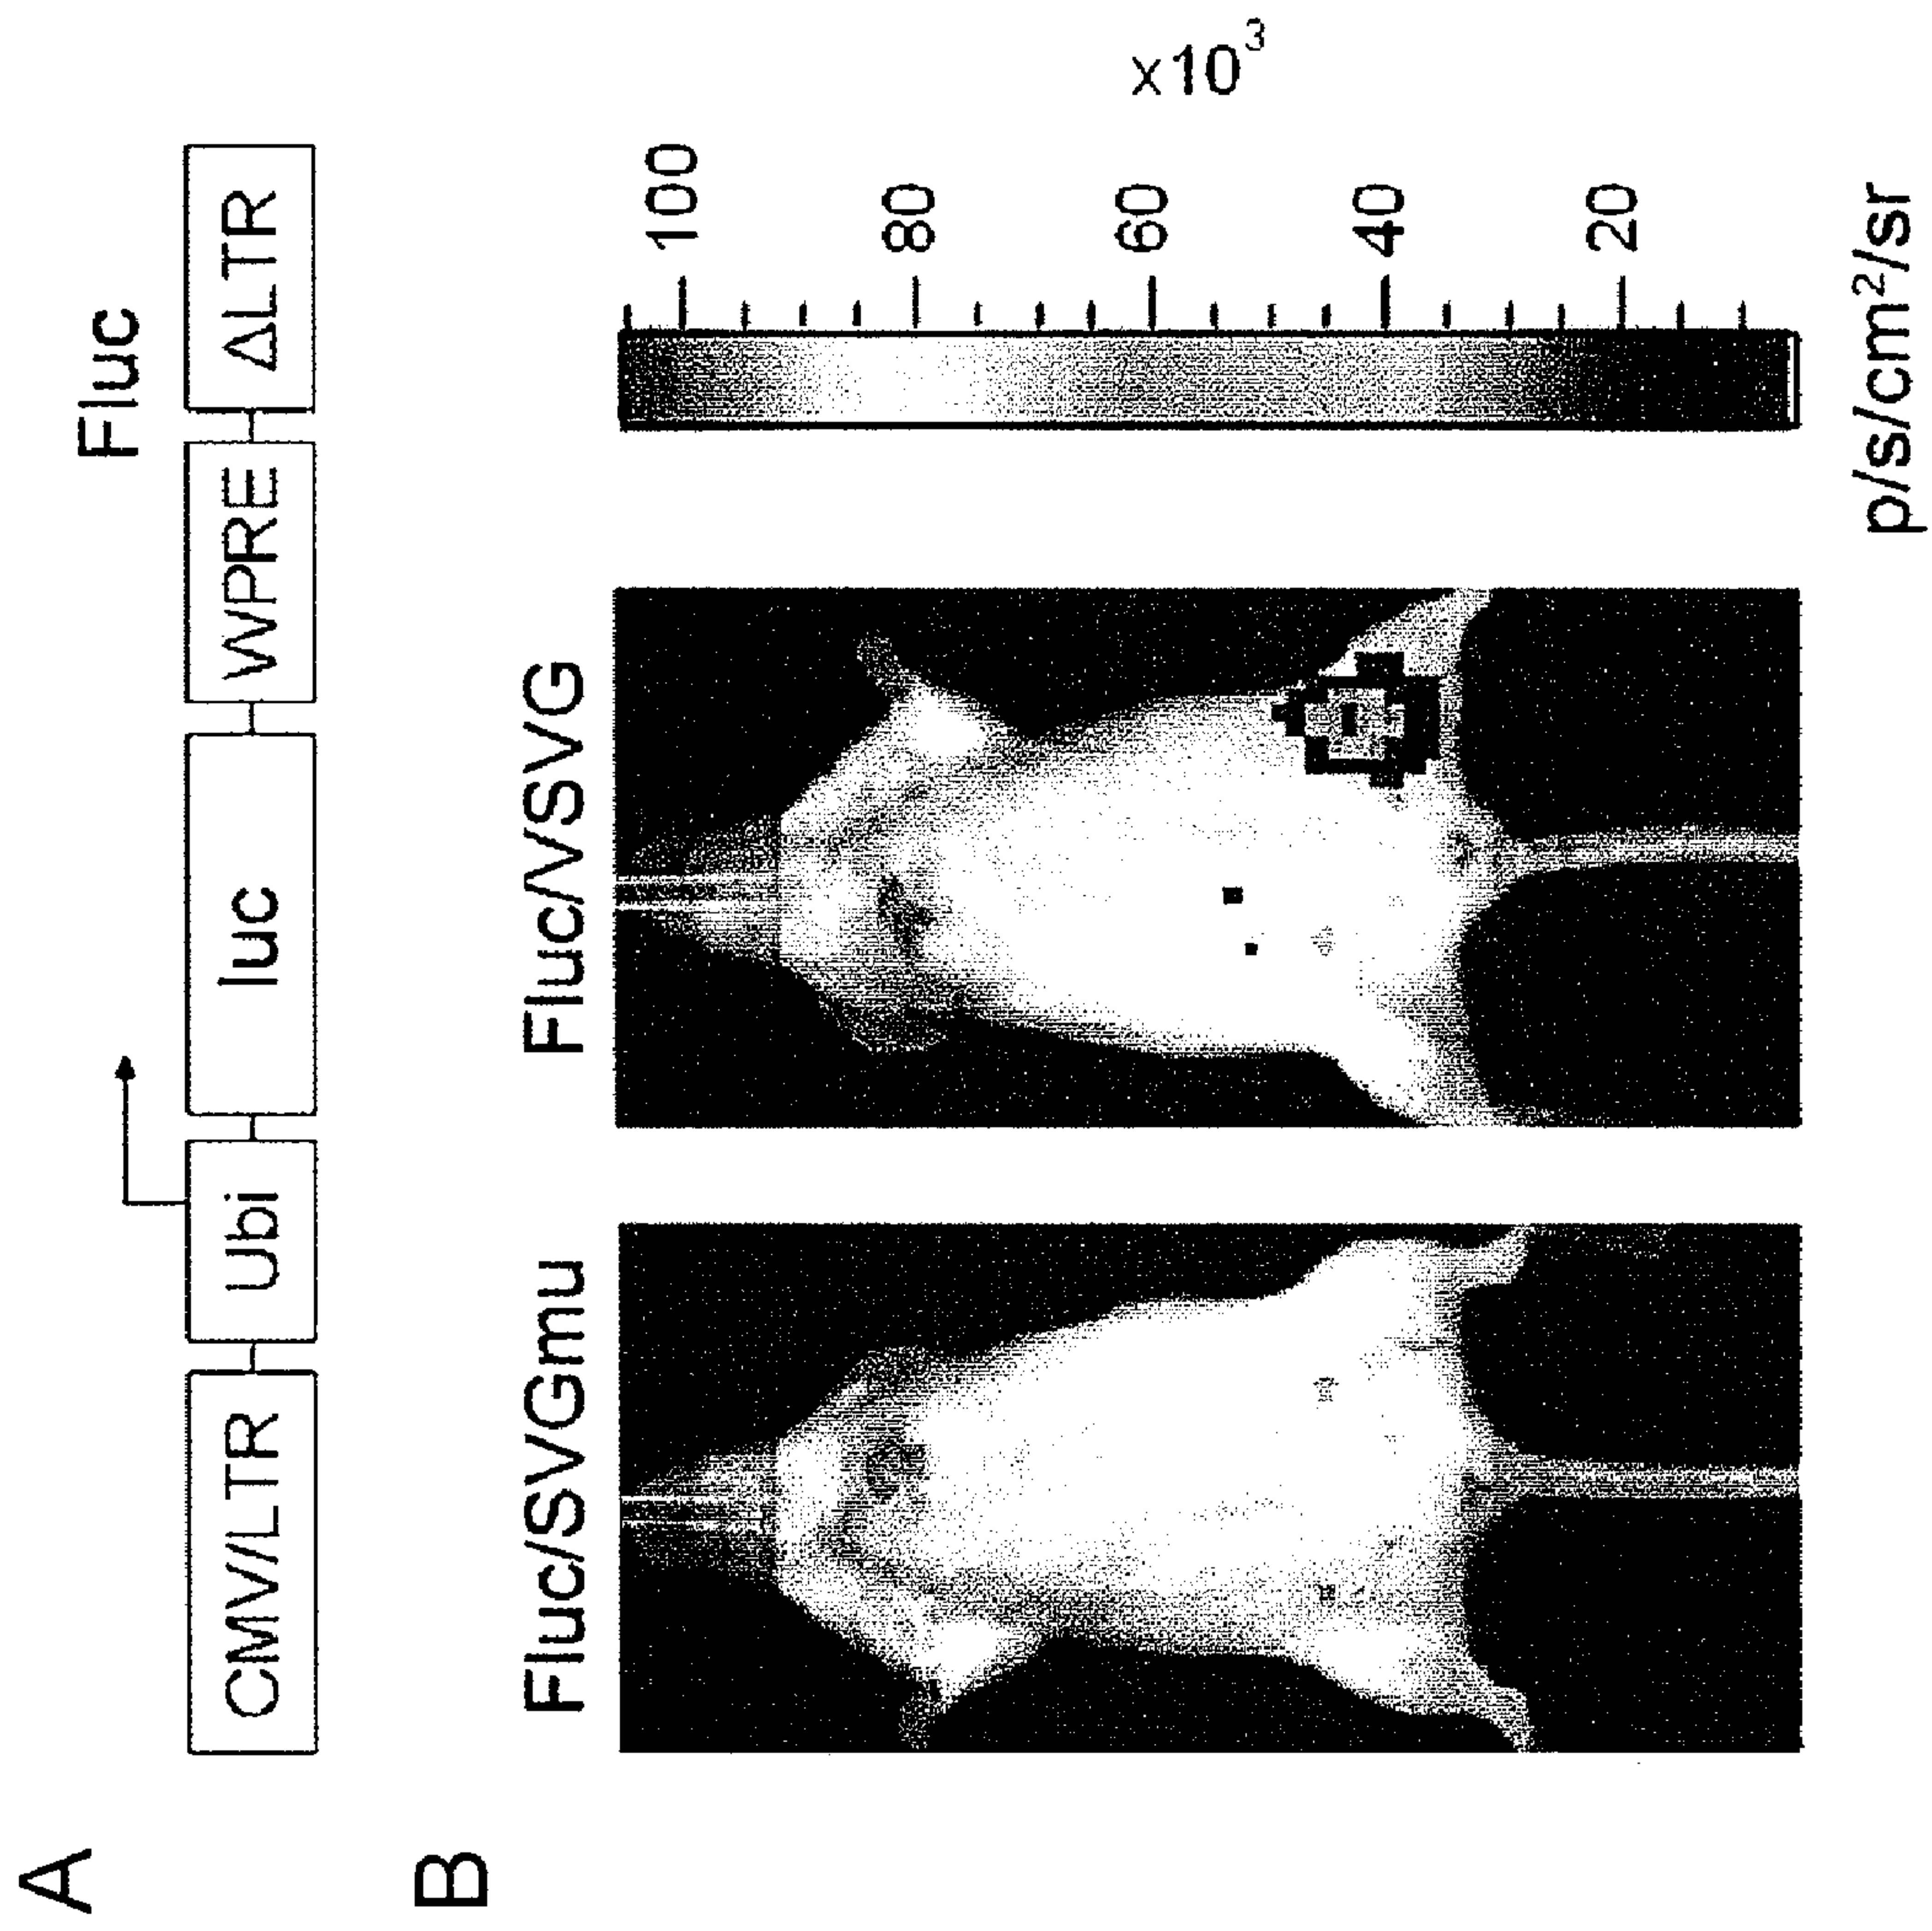 A
Fluc
CMV/LTR Ubi luc WPRE ΔLTR
B
Fluc/SVGmu Fluc/VSVG
100
80
60
40
20
x10³
p/s/cm²/sr